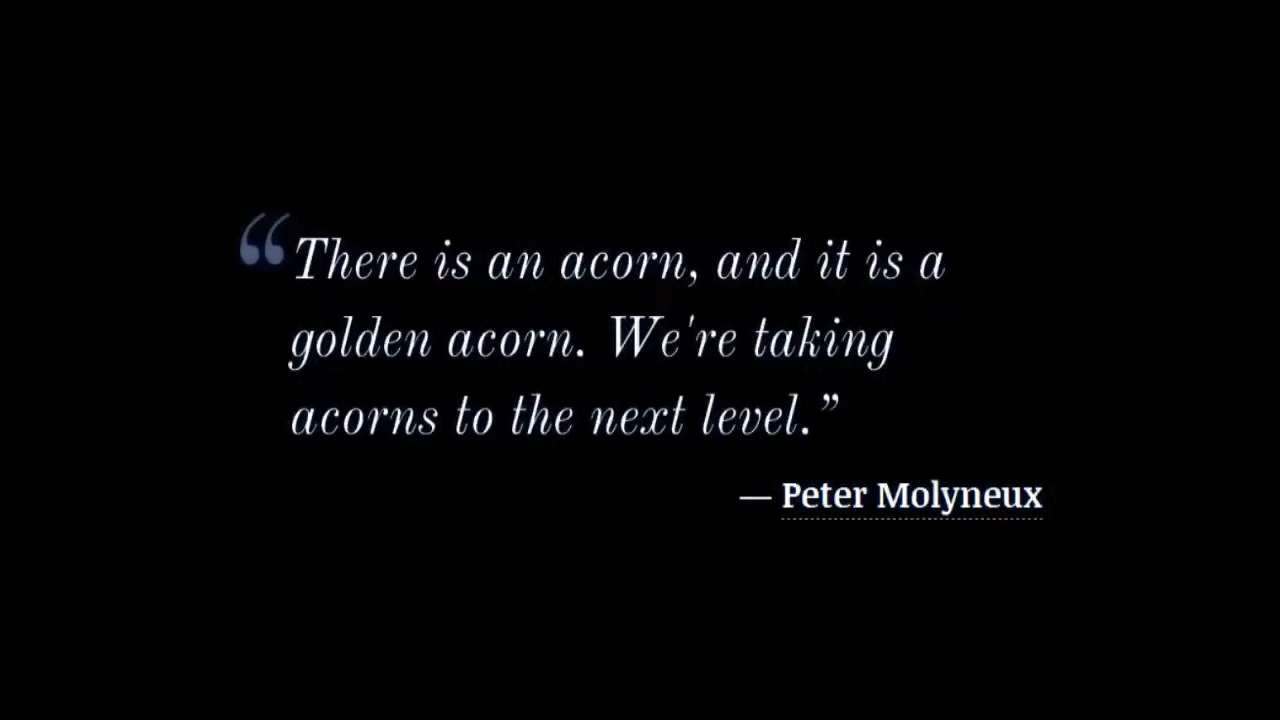 “There is an acorn, and it is a
golden acorn. We're taking
acorns to the next level.”
— Peter Molyneux